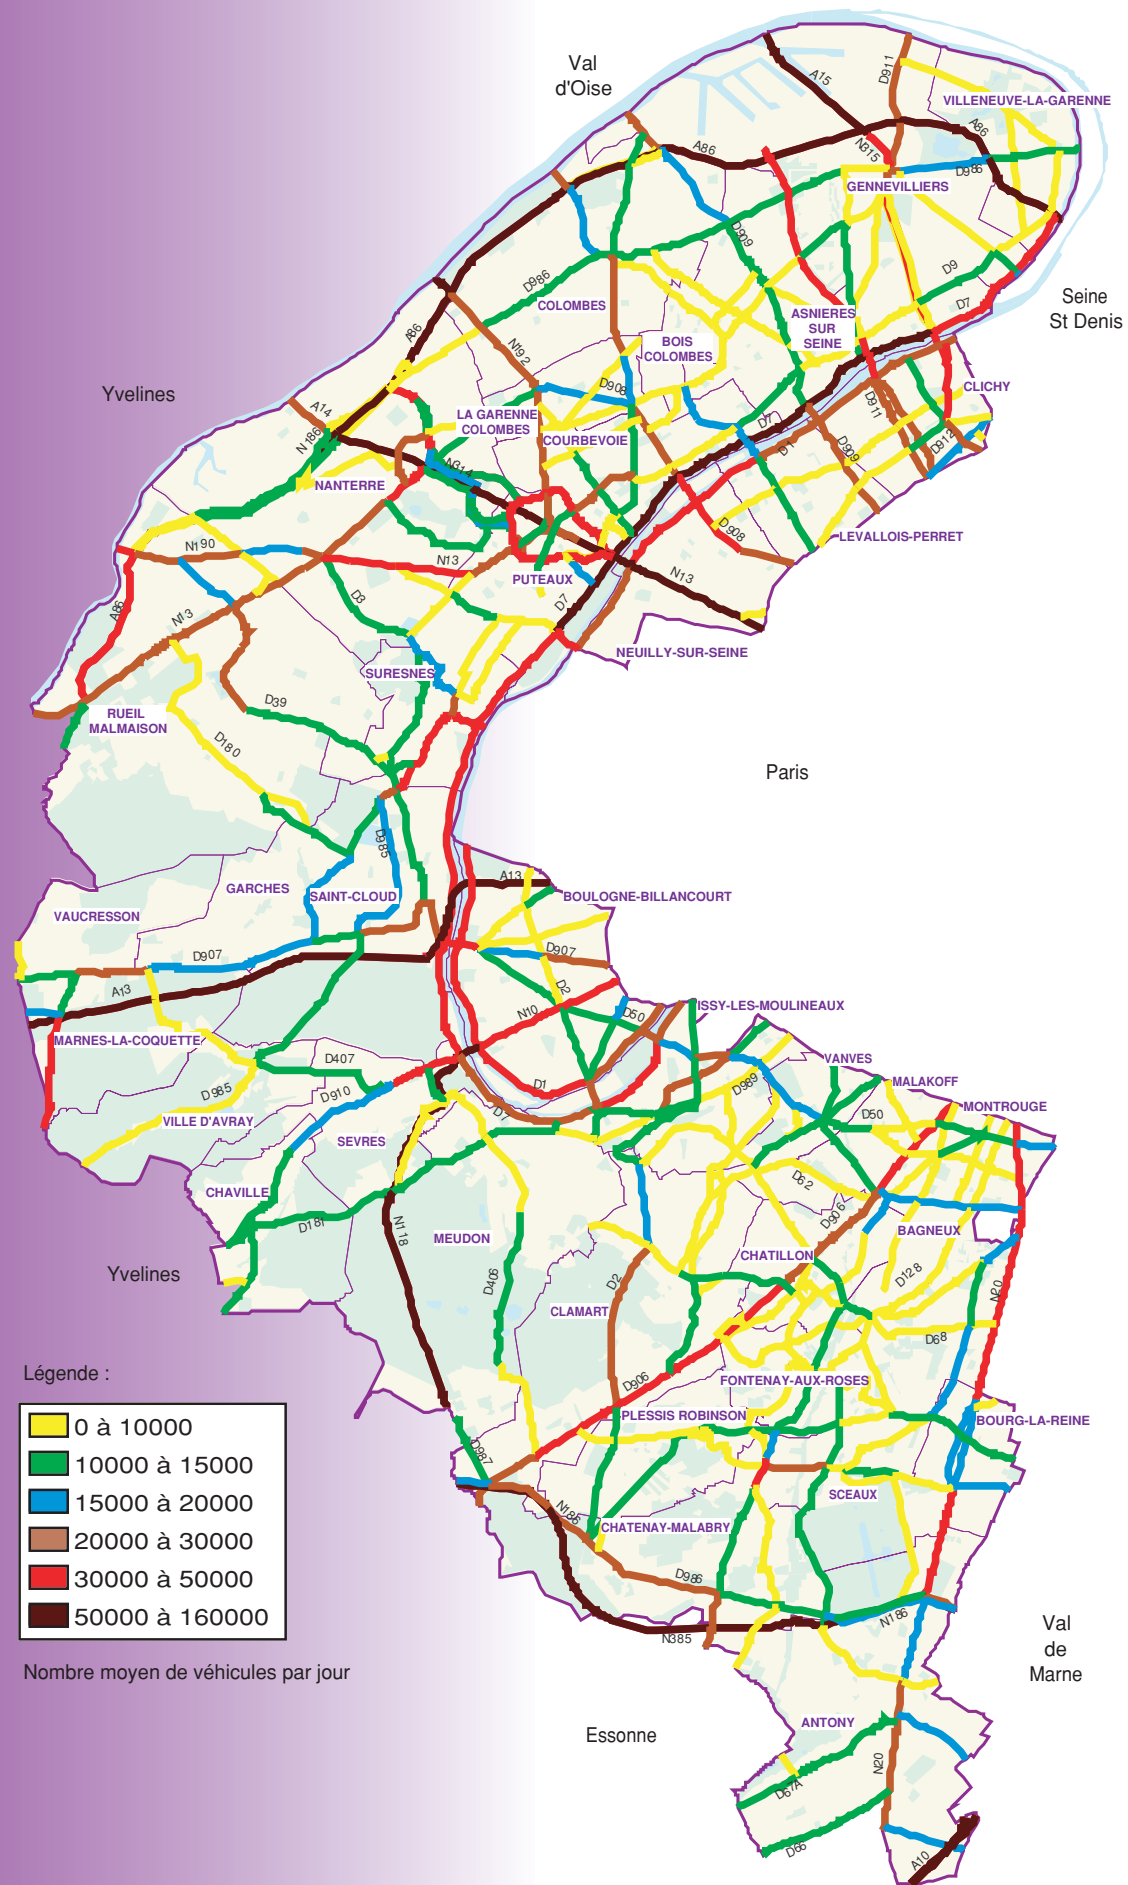 Val
d'Oise
A15
D911
VILLENEUVE-LA-GARENNE
A86
A86
N315
D986
GENNEVILLIERS
D909
D986
COLOMBES
D9
D7
Seine
St Denis
ASNIERES
SUR
SEINE
A86
N192
BOIS
COLOMBES
Yvelines
D908
CLICHY
A14
LA GARENNE
COLOMBES
D7
D911
N186
COURBEVOIE
D1
D909
D912
N314
NANTERRE
D908
LEVALLOIS-PERRET
N190
N13
PUTEAUX
N13
D3
D7
A86
N13
NEUILLY-SUR-SEINE
SURESNES
D39
RUEIL
MALMAISON
D180
Paris
D985
GARCHES
SAINT-CLOUD
A13
BOULOGNE-BILLANCOURT
VAUCRESSON
D907
D907
A13
D2
N10
D50
ISSY-LES-MOULINEAUX
MARNES-LA-COQUETTE
D407
VANVES
D985
D910
D1
D989
MALAKOFF
D7
D50
MONTROUGE
VILLE D'AVRAY
SEVRES
D62
CHAVILLE
D906
D181
N118
MEUDON
BAGNEUX
CHATILLON
Yvelines
D406
D2
D128
N20
CLAMART
D68
Légende :
D906
FONTENAY-AUX-ROSES
0 à 10000
PLESSIS ROBINSON
BOURG-LA-REINE
10000 à 15000
D987
15000 à 20000
SCEAUX
N186
20000 à 30000
CHATENAY-MALABRY
30000 à 50000
D986
50000 à 160000
N186
N385
Val
de
Marne
Nombre moyen de véhicules par jour
ANTONY
Essonne
N20
D67A
D66
A10